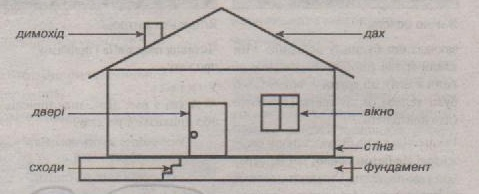 димохід
дах
двері
вікно
стіна
сходи
фундамент